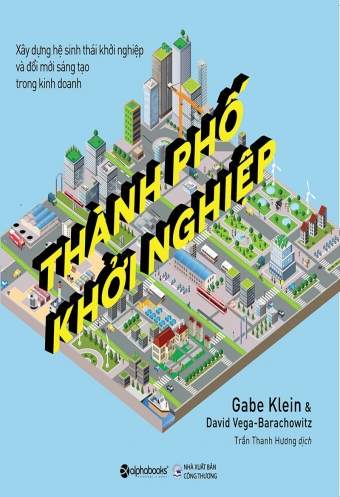 Xây dựng hệ sinh thái khởi nghiệp
và đổi mới sáng tạo
trong kinh doanh
THÀNH PHỐ
KHỞI NGHIỆP
Gabe Klein &
David Vega-Barachowitz
Trần Thanh Hương dịch
alphabooks
NHÀ XUẤT BẢN
CÔNG THƯƠNG